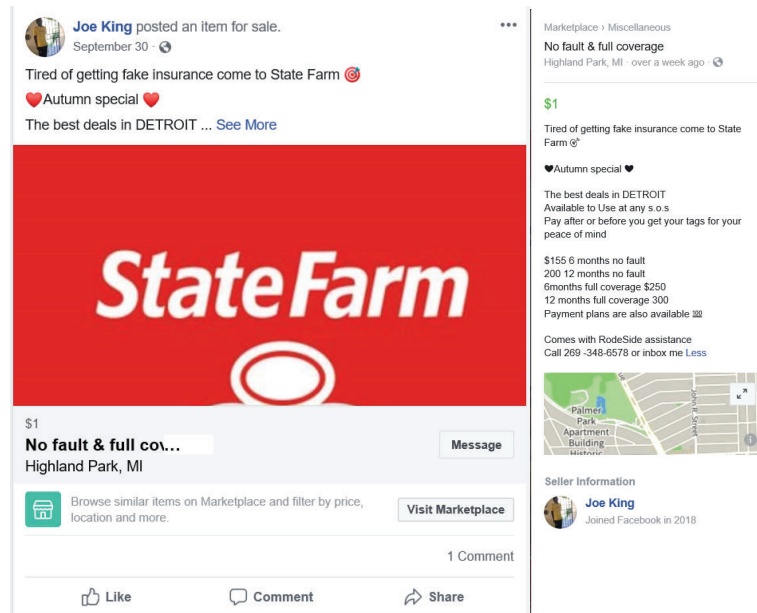 Joe King posted an item for sale.
September 30 ·
Tired of getting fake insurance come to State Farm 🎯
❤️Autumn special ❤️
The best deals in DETROIT ... See More
StateFarm
$1
No fault & full cov...
Highland Park, MI
Message
Browse similar items on Marketplace and filter by price,
location and more.
Visit Marketplace
1 Comment
Like
Comment
Share
Marketplace › Miscellaneous
No fault & full coverage
Highland Park, MI · over a week ago ·
$1
Tired of getting fake insurance come to State
Farm 🎯
♥Autumn special ♥
The best deals in DETROIT
Available to Use at any s.o.s
Pay after or before you get your tags for your
peace of mind
$155 6 months no fault
200 12 months no fault
6months full coverage $250
12 months full coverage 300
Payment plans are also available 💯
Comes with RodeSide assistance
Call 269 -348-6578 or inbox me Less
Palmer
Park
Apartment
Building
Historic
John R. Street
Seller Information
Joe King
Joined Facebook in 2018